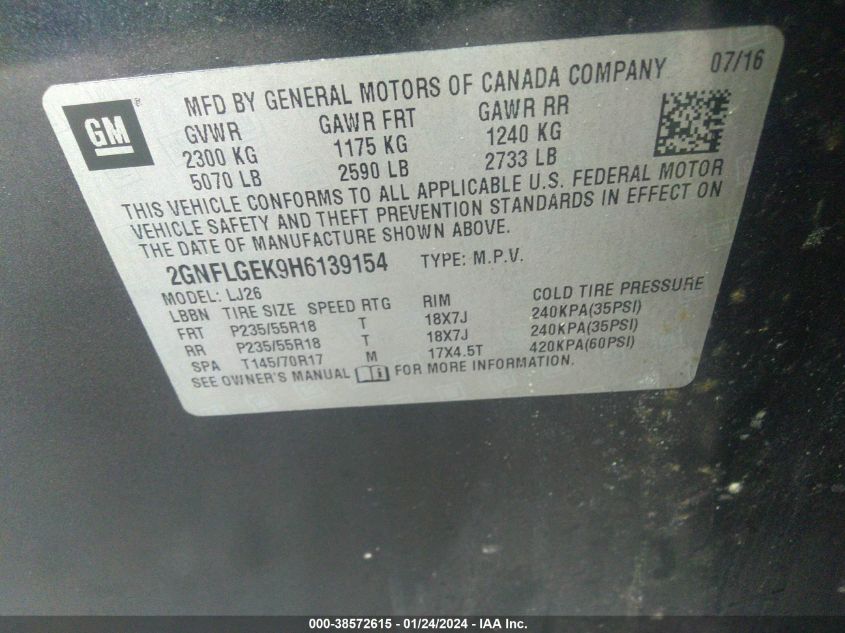 MFD BY GENERAL MOTORS OF CANADA COMPANY 07/16
GM
GVWR GAWR FRT GAWR RR
2300 KG 1175 KG 1240 KG
5070 LB 2590 LB 2733 LB
THIS VEHICLE CONFORMS TO ALL APPLICABLE U.S. FEDERAL MOTOR
VEHICLE SAFETY AND THEFT PREVENTION STANDARDS IN EFFECT ON
THE DATE OF MANUFACTURE SHOWN ABOVE.
2GNFLGEK9H6139154 TYPE: M.P.V.
MODEL: LJ26
LBBN TIRE SIZE SPEED RTG RIM COLD TIRE PRESSURE
FRT P235/55R18 T 18X7J 240KPA(35PSI)
RR P235/55R18 T 18X7J 240KPA(35PSI)
SPA T145/70R17 M 17X4.5T 420KPA(60PSI)
SEE OWNER'S MANUAL FOR MORE INFORMATION.
000-38572615 - 01/24/2024 - IAA Inc.